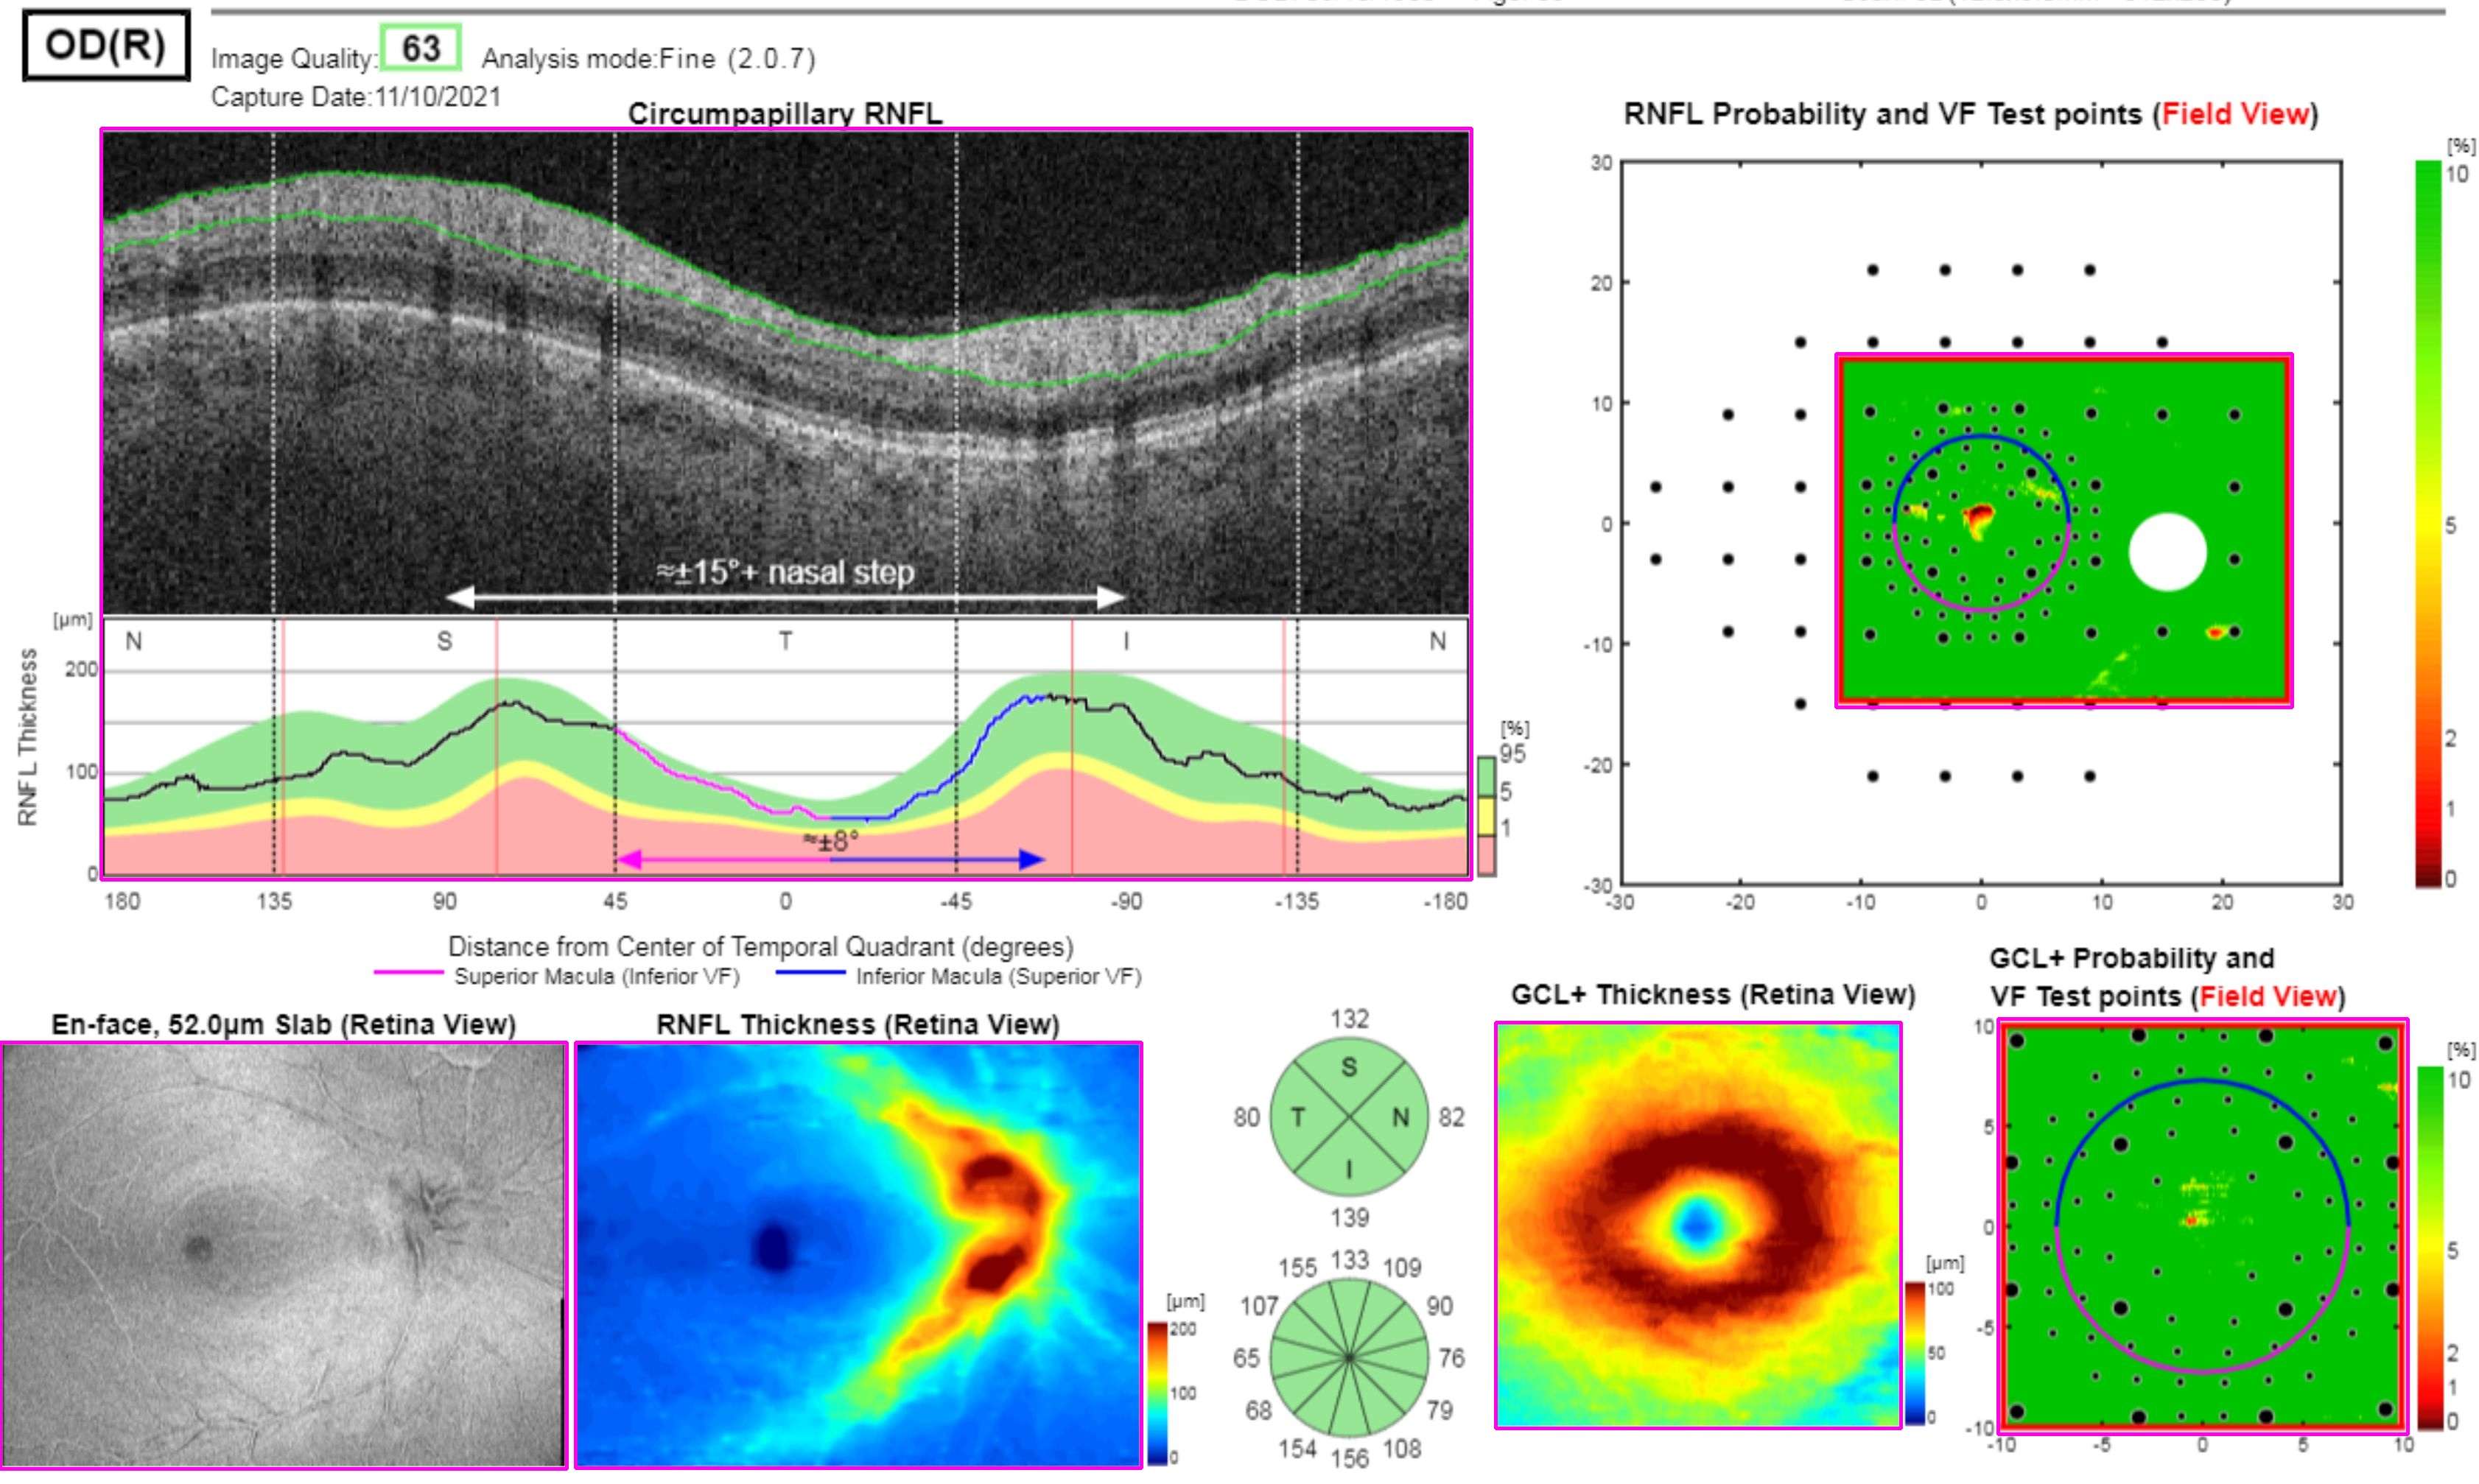 OD(R)
Image Quality: 63 Analysis mode:Fine (2.0.7)
Capture Date:11/10/2021
Circumpapillary RNFL
≈±15°+ nasal step
[µm]
N S T I N
200
100
0
RNFL Thickness
≈±8°
180 135 90 45 0 -45 -90 -135 -180
[%]
95
5
1
Distance from Center of Temporal Quadrant (degrees)
Superior Macula (Inferior VF) Inferior Macula (Superior VF)
RNFL Probability and VF Test points (Field View)
30
20
10
0
-10
-20
-30
-30 -20 -10 0 10 20 30
[%]
10
5
2
1
0
En-face, 52.0µm Slab (Retina View)
RNFL Thickness (Retina View)
[µm]
200
100
0
132
S
80 T N 82
I
139
155 133 109
107 90
65 76
68 79
154 156 108
GCL+ Thickness (Retina View)
[µm]
100
50
0
GCL+ Probability and
VF Test points (Field View)
10
5
0
-5
-10
-10 -5 0 5 10
[%]
10
5
2
1
0